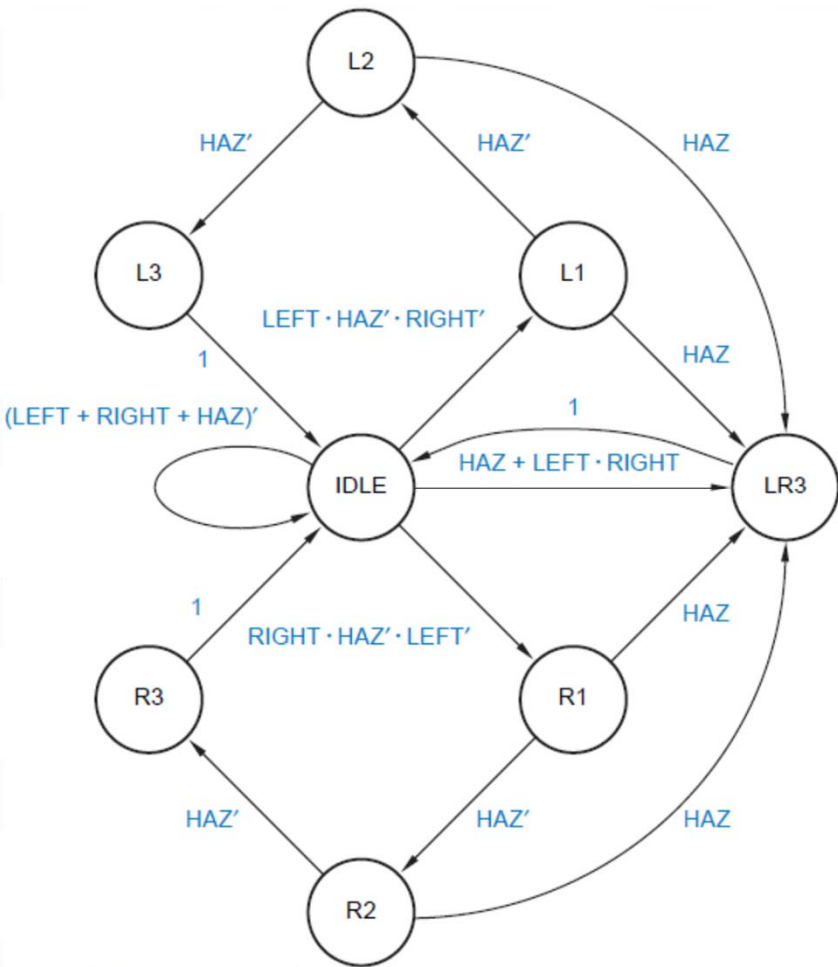 L2
HAZ′
HAZ′
HAZ
L3
L1
LEFT · HAZ′ · RIGHT′
1
HAZ
(LEFT + RIGHT + HAZ)′
1
HAZ + LEFT · RIGHT
IDLE
LR3
1
RIGHT · HAZ′ · LEFT′
HAZ
R3
R1
HAZ′
HAZ′
HAZ
R2